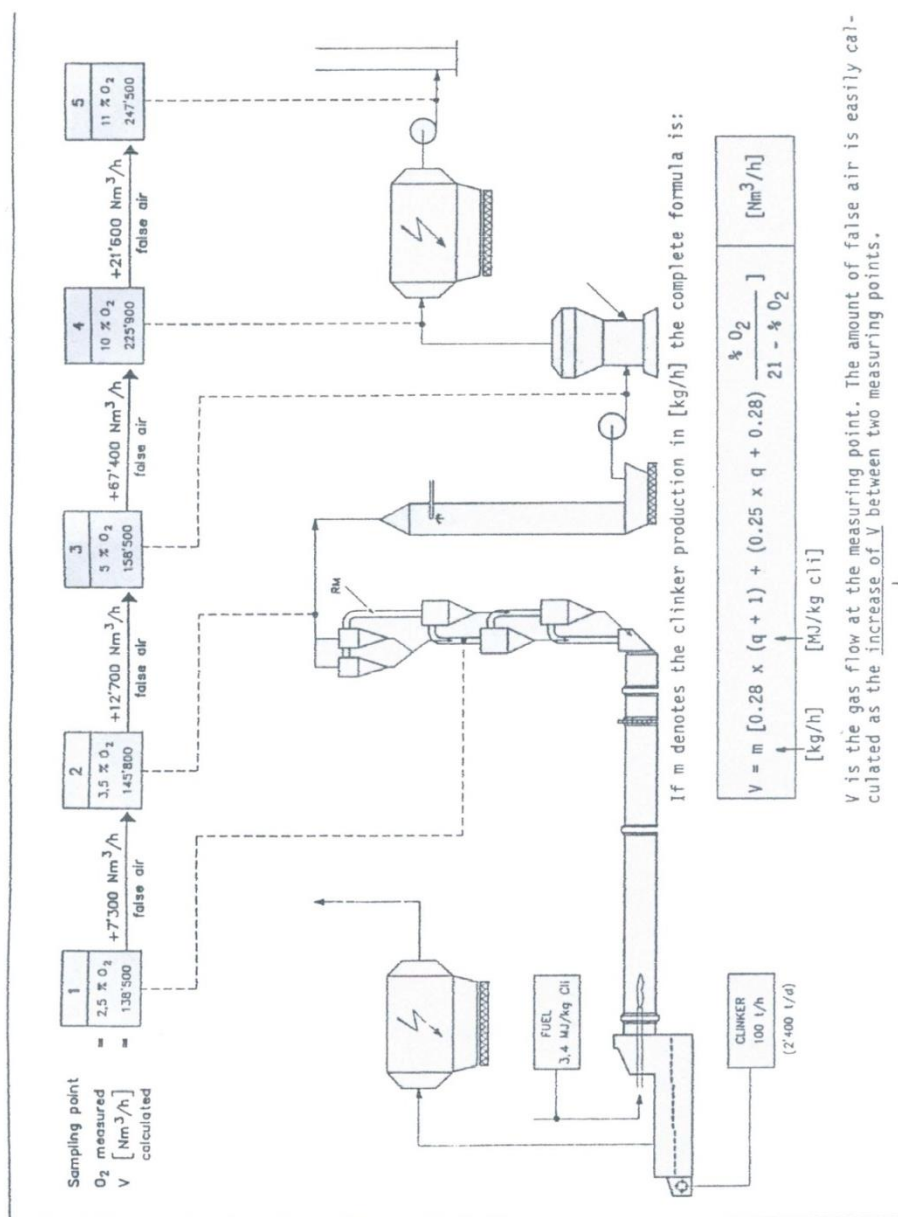 Sampling point
O₂ measured =
V [Nm³/h] =
calculated
1
2,5 % O₂
138'500
+7'300 Nm³/h
false air
2
3,5 % O₂
145'800
+12'700 Nm³/h
false air
3
5 % O₂
158'500
+67'400 Nm³/h
false air
4
10 % O₂
225'900
+21'600 Nm³/h
false air
5
11 % O₂
247'500
RM
FUEL
3,4 MJ/kg Cli
CLINKER
100 t/h
(2'400 t/d)
If m denotes the clinker production in [kg/h] the complete formula is:
V = m [0.28 x (q + 1) + (0.25 x q + 0.28) % O₂ / 21 - % O₂ ] [Nm³/h]
[kg/h] [MJ/kg cli]
V is the gas flow at the measuring point. The amount of false air is easily cal-
culated as the increase of V between two measuring points.